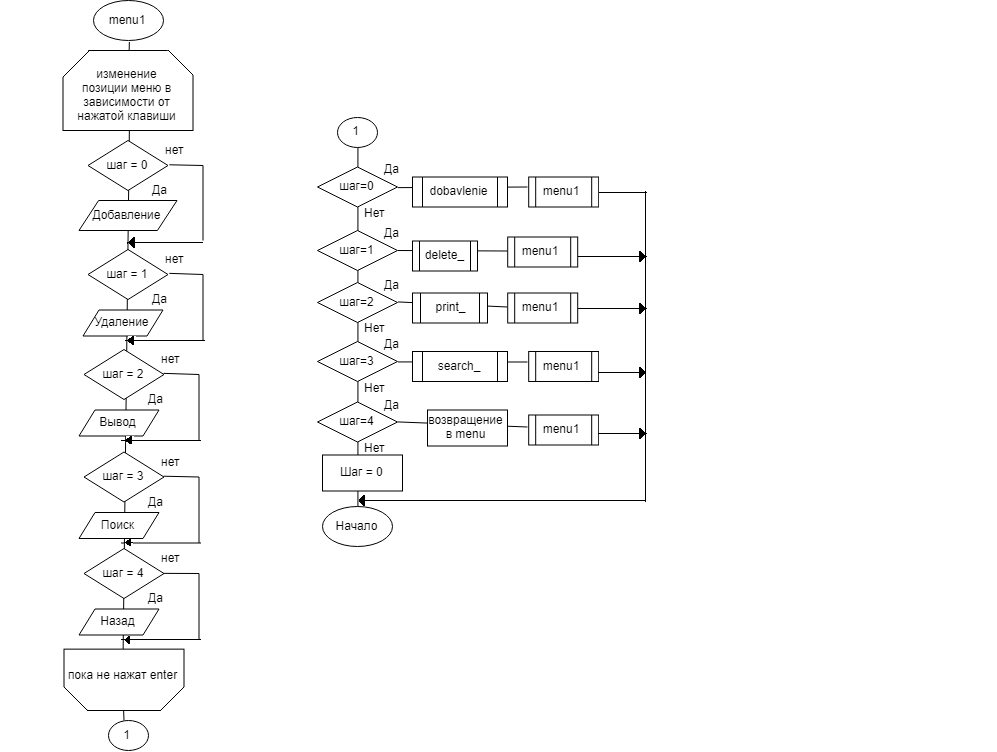 menu1
изменение
позиции меню в
зависимости от
нажатой клавиши
шаг = 0
нет
Да
Добавление
шаг = 1
нет
Да
Удаление
шаг = 2
нет
Да
Вывод
шаг = 3
нет
Да
Поиск
шаг = 4
нет
Да
Назад
пока не нажат enter
1
1
шаг=0
Да
dobavlenie
menu1
Нет
шаг=1
Да
delete_
menu1
шаг=2
Да
print_
menu1
Нет
шаг=3
Да
search_
menu1
Нет
шаг=4
Да
возвращение
в menu
menu1
Нет
Шаг = 0
Начало